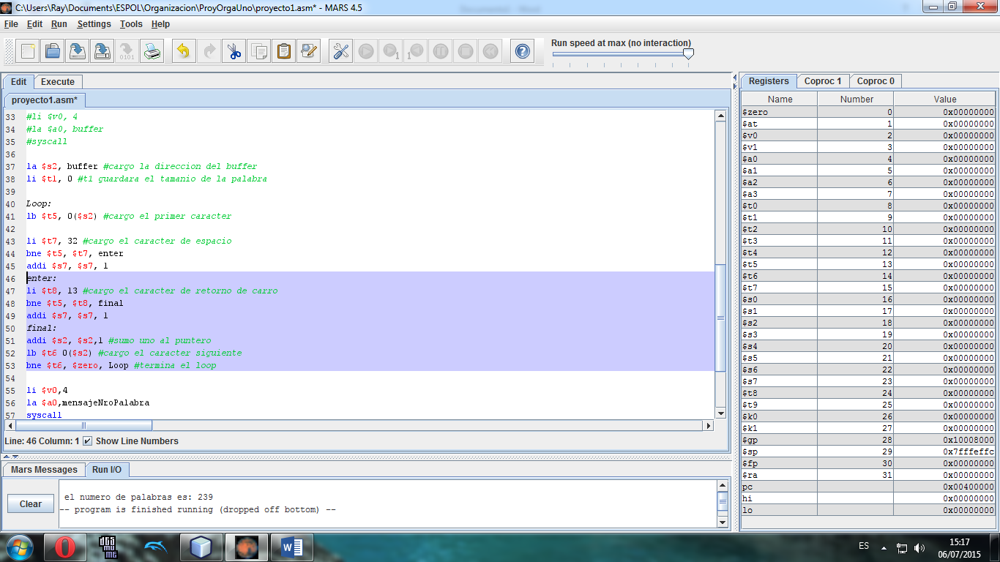 C:\Users\Ray\Documents\ESPOL\Organizacion\ProyOrgaUno\proyecto1.asm* - MARS 4.5
File Edit Run Settings Tools Help
Run speed at max (no interaction)
Edit Execute
proyecto1.asm*
33 #li $v0, 4
34 #la $a0, buffer
35 #syscall
36
37 la $s2, buffer #cargo la direccion del buffer
38 li $t1, 0 #t1 guardara el tamanio de la palabra
39
40 Loop:
41 lb $t5, 0($s2) #cargo el primer caracter
42
43 li $t7, 32 #cargo el caracter de espacio
44 bne $t5, $t7, enter
45 addi $s7, $s7, 1
46 enter:
47 li $t8, 13 #cargo el caracter de retorno de carro
48 bne $t5, $t8, final
49 addi $s7, $s7, 1
50 final:
51 addi $s2, $s2,1 #sumo uno al puntero
52 lb $t6 0($s2) #cargo el caracter siguiente
53 bne $t6, $zero, Loop #termina el loop
54
55 li $v0,4
56 la $a0,mensajeNroPalabra
57 syscall
Line: 46 Column: 1 Show Line Numbers
Mars Messages Run I/O
Clear
el numero de palabras es: 239
-- program is finished running (dropped off bottom) --
Registers Coproc 1 Coproc 0
Name Number Value
$zero 0 0x00000000
$at 1 0x00000000
$v0 2 0x00000000
$v1 3 0x00000000
$a0 4 0x00000000
$a1 5 0x00000000
$a2 6 0x00000000
$a3 7 0x00000000
$t0 8 0x00000000
$t1 9 0x00000000
$t2 10 0x00000000
$t3 11 0x00000000
$t4 12 0x00000000
$t5 13 0x00000000
$t6 14 0x00000000
$t7 15 0x00000000
$s0 16 0x00000000
$s1 17 0x00000000
$s2 18 0x00000000
$s3 19 0x00000000
$s4 20 0x00000000
$s5 21 0x00000000
$s6 22 0x00000000
$s7 23 0x00000000
$t8 24 0x00000000
$t9 25 0x00000000
$k0 26 0x00000000
$k1 27 0x00000000
$gp 28 0x10008000
$sp 29 0x7fffeffc
$fp 30 0x00000000
$ra 31 0x00000000
pc 0x00400000
hi 0x00000000
lo 0x00000000
ES
15:17
06/07/2015